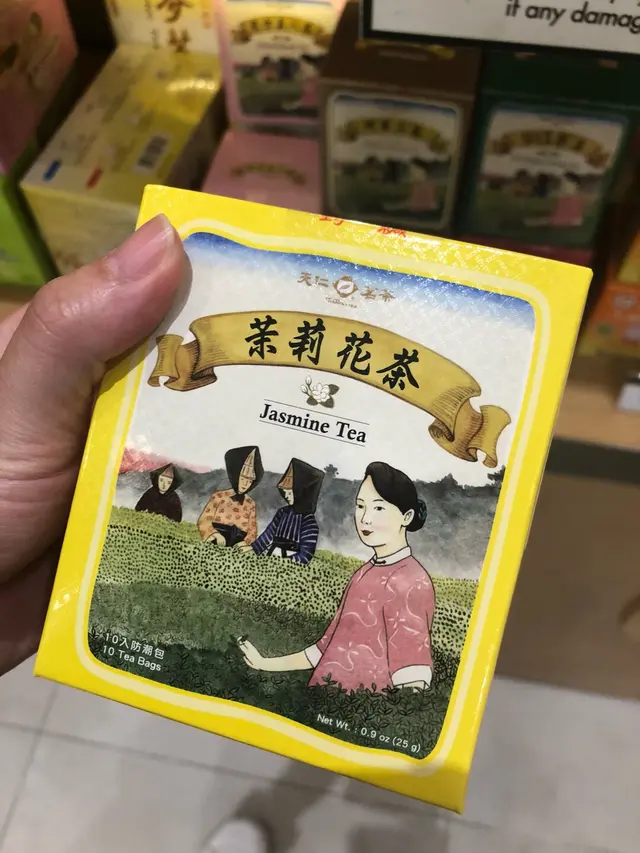 it any damag
天仁茗茶
茉莉花茶
Jasmine Tea
10入防潮包
10 Tea Bags
Net Wt. : 0.9 oz (25 g)